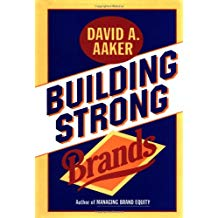 DAVID A.
AAKER
BUILDING
STRONG
Brands
Author of MANAGING BRAND EQUITY